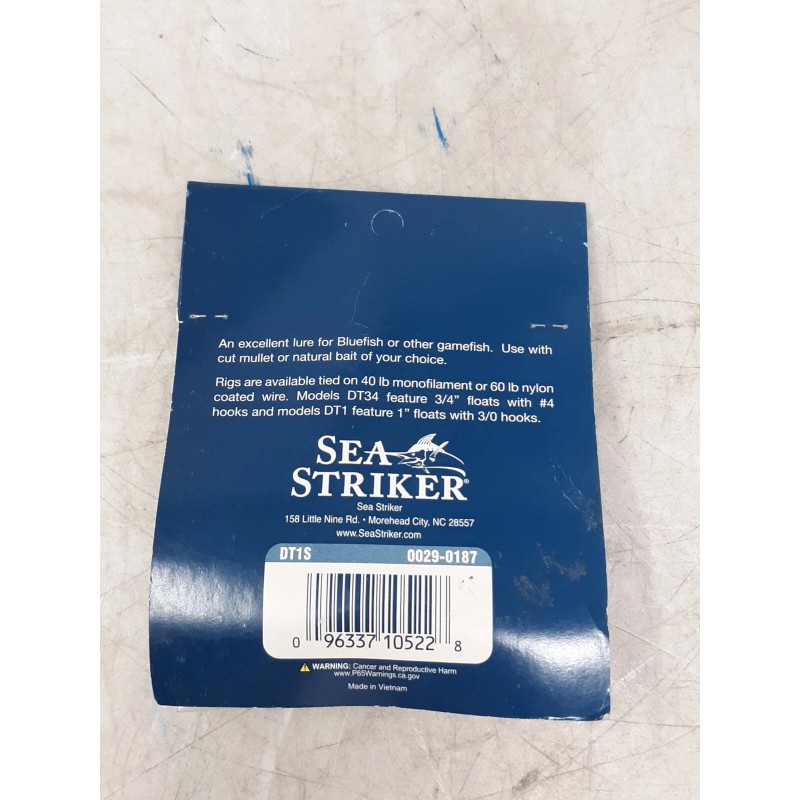 An excellent lure for Bluefish or other gamefish. Use with
cut mullet or natural bait of your choice.
Rigs are available tied on 40 lb monofilament or 60 lb nylon
coated wire. Models DT34 feature 3/4" floats with #4
hooks and models DT1 feature 1" floats with 3/0 hooks.
SEA
STRIKER®
Sea Striker
158 Little Nine Rd. • Morehead City, NC 28557
www.SeaStriker.com
DT1S 0029-0187
0 96337 10522 8
WARNING: Cancer and Reproductive Harm
www.P65Warnings.ca.gov
Made in Vietnam